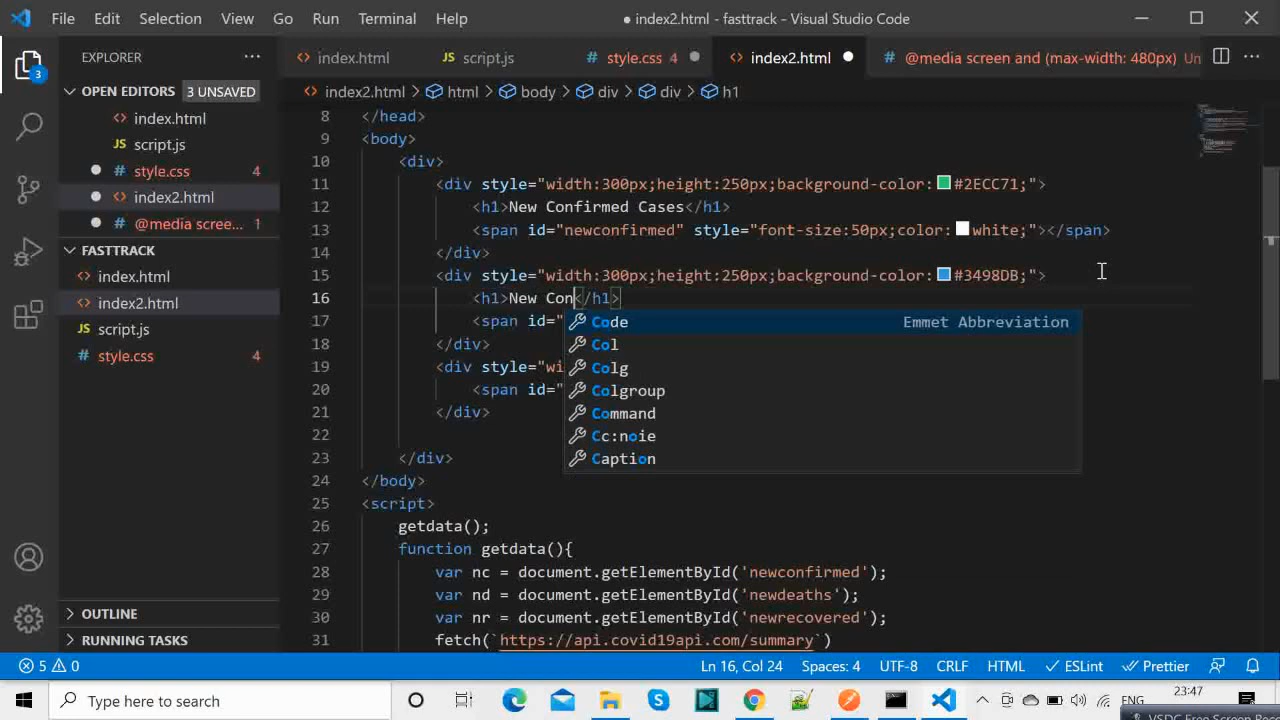 File Edit Selection View Go Run Terminal Help ● index2.html - fasttrack - Visual Studio Code
EXPLORER ··· <> index.html JS script.js # style.css 4 <> index2.html # @media screen and (max-width: 480px) Un ···
OPEN EDITORS 3 UNSAVED
<> index2.html > html > body > div > div > h1
<> index.html
JS script.js
# style.css 4
<> index2.html
# @media scree... 1
FASTTRACK
<> index.html
<> index2.html
JS script.js
# style.css 4
OUTLINE
RUNNING TASKS
3
8 </head>
9 <body>
10 <div>
11 <div style="width:300px;height:250px;background-color:#2ECC71;">
12 <h1>New Confirmed Cases</h1>
13 <span id="newconfirmed" style="font-size:50px;color:white;"></span>
14 </div>
15 <div style="width:300px;height:250px;background-color:#3498DB;">
16 <h1>New Con</h1>
17 <span id="
18 </div>
19 <div style="wi
20 <span id="
21 </div>
22
23 </div>
24 </body>
25 <script>
26 getdata();
27 function getdata(){
28 var nc = document.getElementById('newconfirmed');
29 var nd = document.getElementById('newdeaths');
30 var nr = document.getElementById('newrecovered');
31 fetch(`https://api.covid19api.com/summary`)
Code Emmet Abbreviation
Col
Colg
Colgroup
Command
Cc:noie
Caption
5 0 Ln 16, Col 24 Spaces: 4 UTF-8 CRLF HTML ESLint Prettier
Type here to search ENG 23:47
VSDC Free Screen Rec